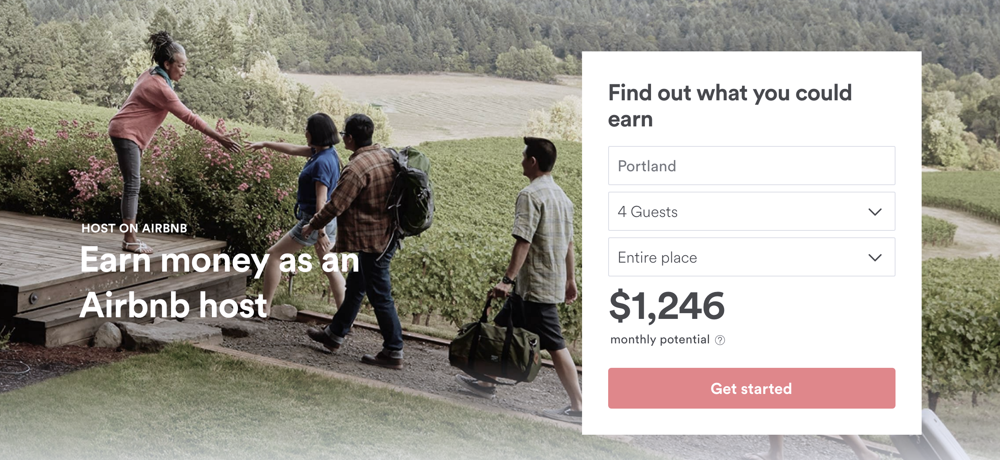 HOST ON AIRBNB
Earn money as an
Airbnb host
Find out what you could
earn
Portland
4 Guests
Entire place
$1,246
monthly potential ?
Get started